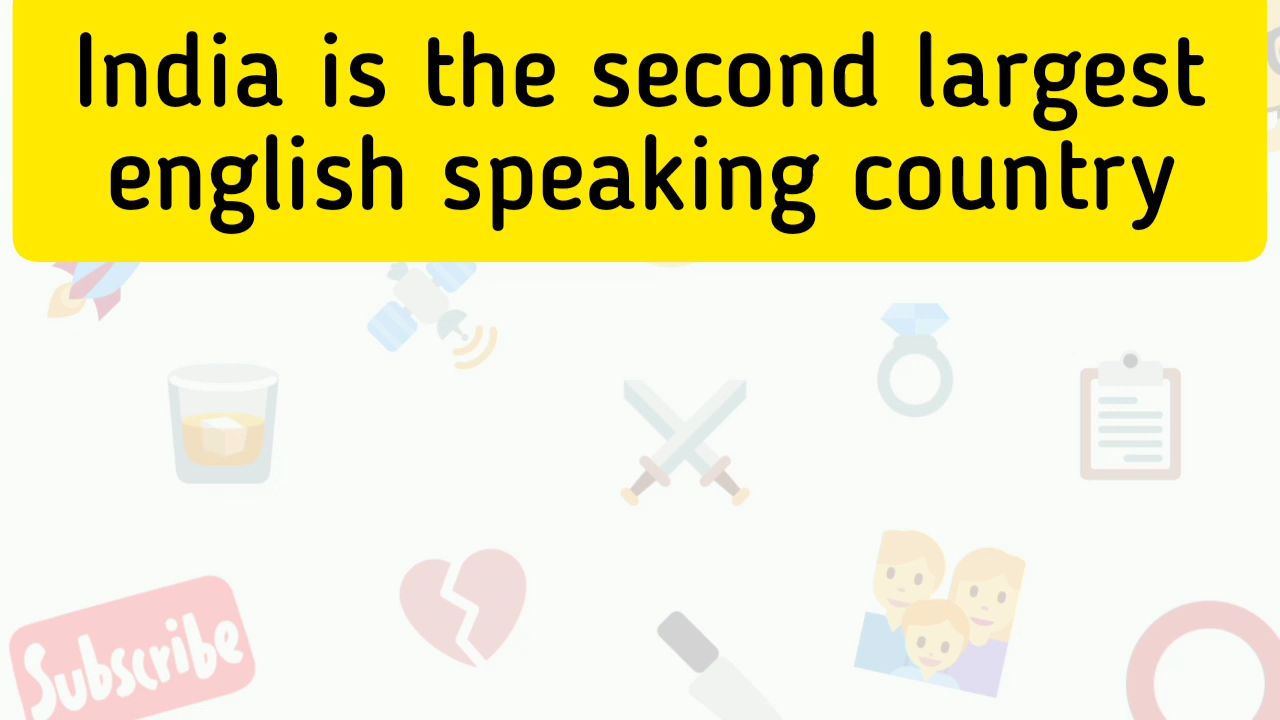 India is the second largest
english speaking country
Subscribe